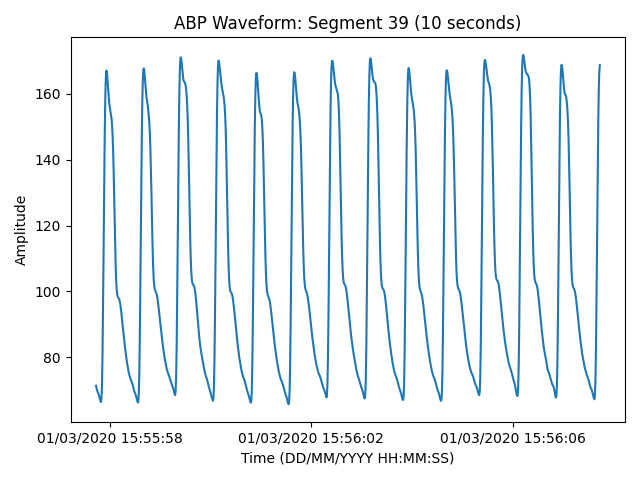 ABP Waveform: Segment 39 (10 seconds)
Amplitude
160
140
120
100
80
01/03/2020 15:55:58 01/03/2020 15:56:02 01/03/2020 15:56:06
Time (DD/MM/YYYY HH:MM:SS)